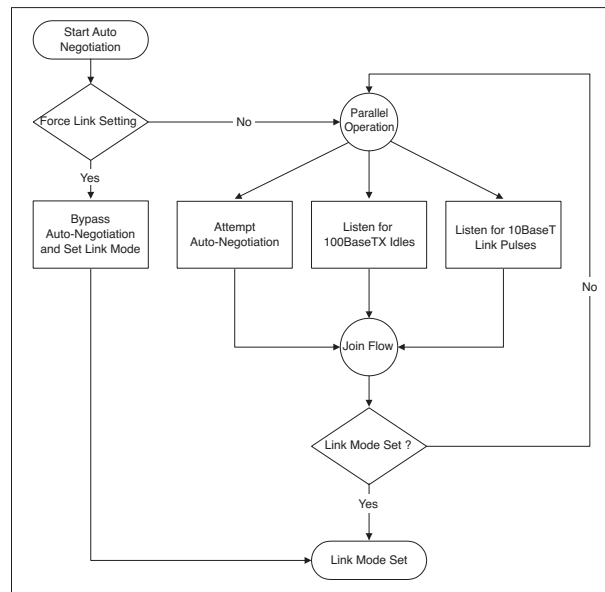 Start Auto
Negotiation
Force Link Setting
No
Parallel
Operation
Yes
Bypass
Auto-Negotiation
and Set Link Mode
Attempt
Auto-Negotiation
Listen for
100BaseTX Idles
Listen for 10BaseT
Link Pulses
No
Join Flow
Link Mode Set ?
Yes
Link Mode Set